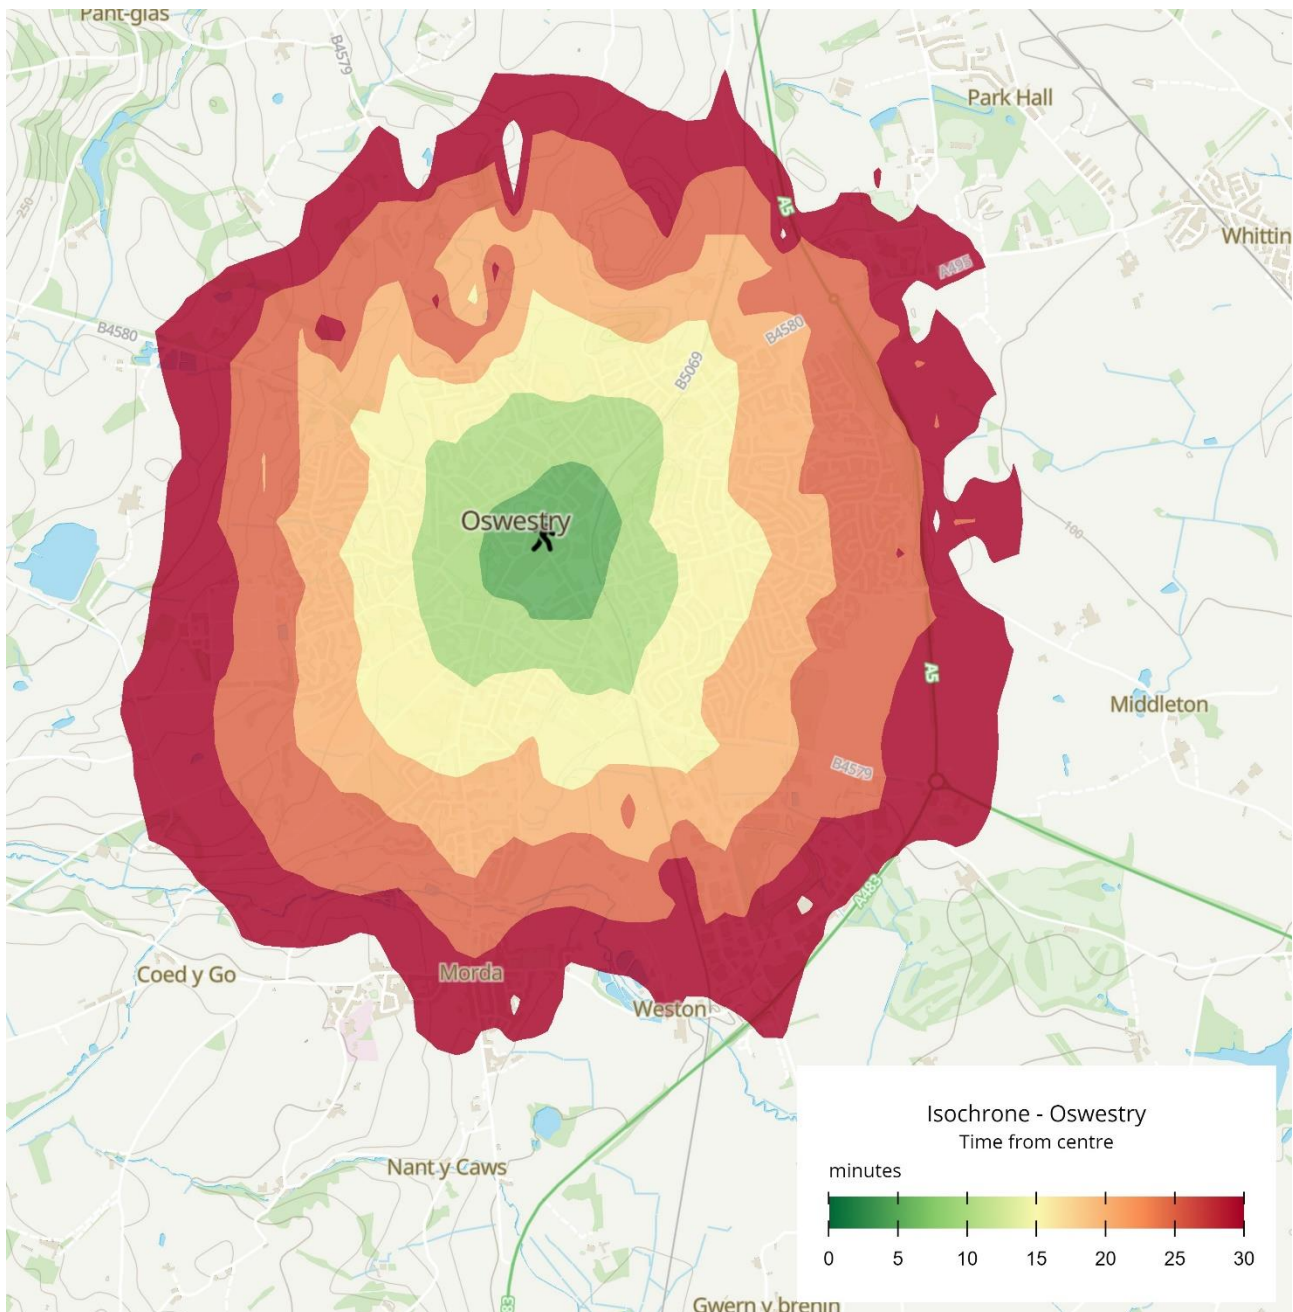 Pant-glas
B4579
Park Hall
250
A5
Whittin
A495
B4580
B4580
B5069
Oswestry
100
A5
Middleton
B4579
A483
Coed y Go
Morda
Weston
Nant y Caws
Gwern y brenin
Isochrone - Oswestry
Time from centre
minutes
0 5 10 15 20 25 30